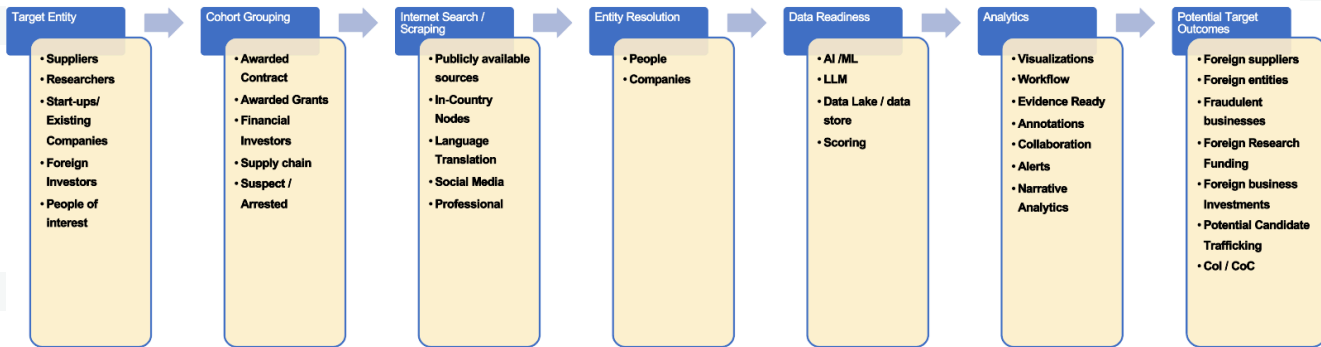 Target Entity
• Suppliers
• Researchers
• Start-ups/
Existing
Companies
• Foreign
Investors
• People of
interest
Cohort Grouping
• Awarded
Contract
• Awarded Grants
• Financial
Investors
• Supply chain
• Suspect /
Arrested
Internet Search /
Scraping
• Publicly available
sources
• In-Country
Nodes
• Language
Translation
• Social Media
• Professional
Entity Resolution
• People
• Companies
Data Readiness
• AI /ML
• LLM
• Data Lake / data
store
• Scoring
Analytics
• Visualizations
• Workflow
• Evidence Ready
• Annotations
• Collaboration
• Alerts
• Narrative
Analytics
Potential Target
Outcomes
• Foreign suppliers
• Foreign entities
• Fraudulent
businesses
• Foreign Research
Funding
• Foreign business
Investments
• Potential Candidate
Trafficking
• CoI / CoC